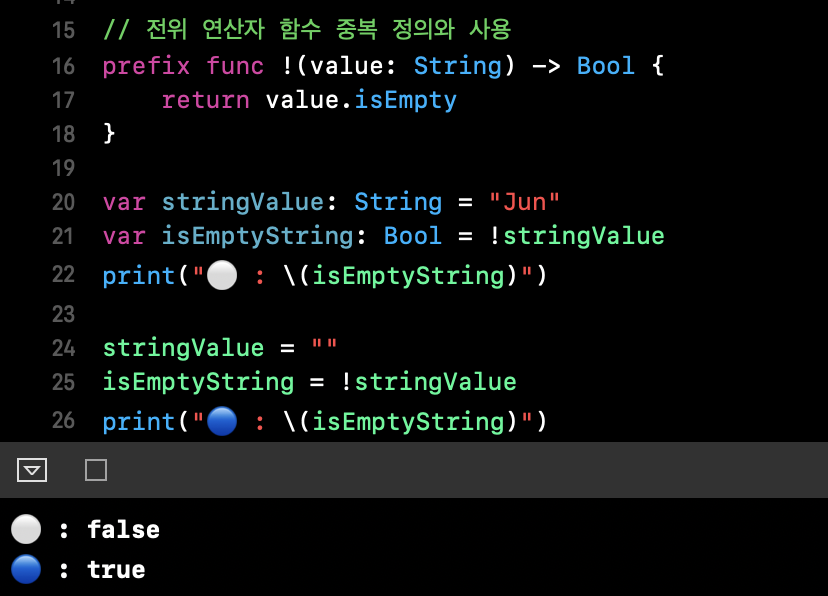 15 // 전위 연산자 함수 중복 정의와 사용
16 prefix func !(value: String) -> Bool {
17     return value.isEmpty
18 }
19
20 var stringValue: String = "Jun"
21 var isEmptyString: Bool = !stringValue
22 print("⚪️ : \(isEmptyString)")
23
24 stringValue = ""
25 isEmptyString = !stringValue
26 print("🔵 : \(isEmptyString)")
⚪️ : false
🔵 : true